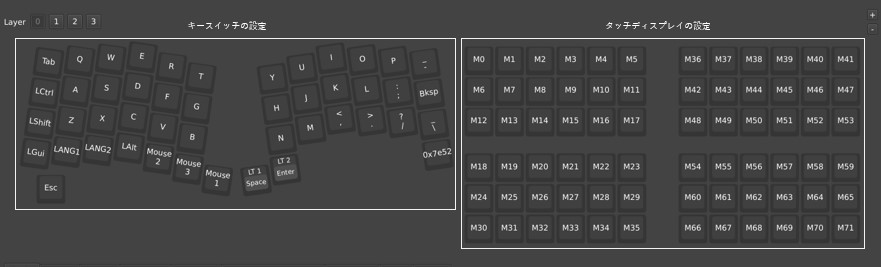 Layer 0 1 2 3
キースイッチの設定
タッチディスプレイの設定
+
-
Tab Q W E R T
LCtrl A S D F G
LShift Z X C V B
LGui LANG1 LANG2 LAlt Mouse 2 Mouse 3 Mouse 1
Esc
Y U I O P _ -
H J K L : ; Bksp
N M < , > . ? / _ \
LT 1 Space LT 2 Enter 0x7e52
M0 M1 M2 M3 M4 M5 M36 M37 M38 M39 M40 M41
M6 M7 M8 M9 M10 M11 M42 M43 M44 M45 M46 M47
M12 M13 M14 M15 M16 M17 M48 M49 M50 M51 M52 M53
M18 M19 M20 M21 M22 M23 M54 M55 M56 M57 M58 M59
M24 M25 M26 M27 M28 M29 M60 M61 M62 M63 M64 M65
M30 M31 M32 M33 M34 M35 M66 M67 M68 M69 M70 M71